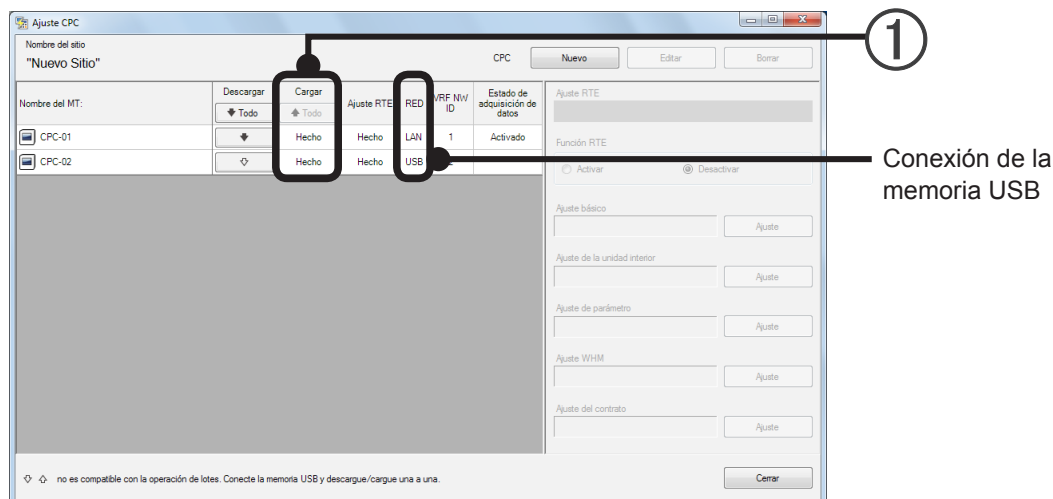 Ajuste CPC
Nombre del sitio
"Nuevo Sitio"
CPC
Nuevo
Editar
Borrar
①
Nombre del MT:
Descargar
Todo
Cargar
Todo
Ajuste RTE
RED
VRF NW
ID
Estado de
adquisición de
datos
CPC-01
Hecho
Hecho
LAN
1
Activado
CPC-02
Hecho
Hecho
USB
Ajuste RTE
Función RTE
Activar
Desactivar
Conexión de la
memoria USB
Ajuste básico
Ajuste
Ajuste de la unidad interior
Ajuste
Ajuste de parámetro
Ajuste
Ajuste WHM
Ajuste
Ajuste del contrato
Ajuste
no es compatible con la operación de lotes. Conecte la memoria USB y descargue/cargue una a una.
Cerrar